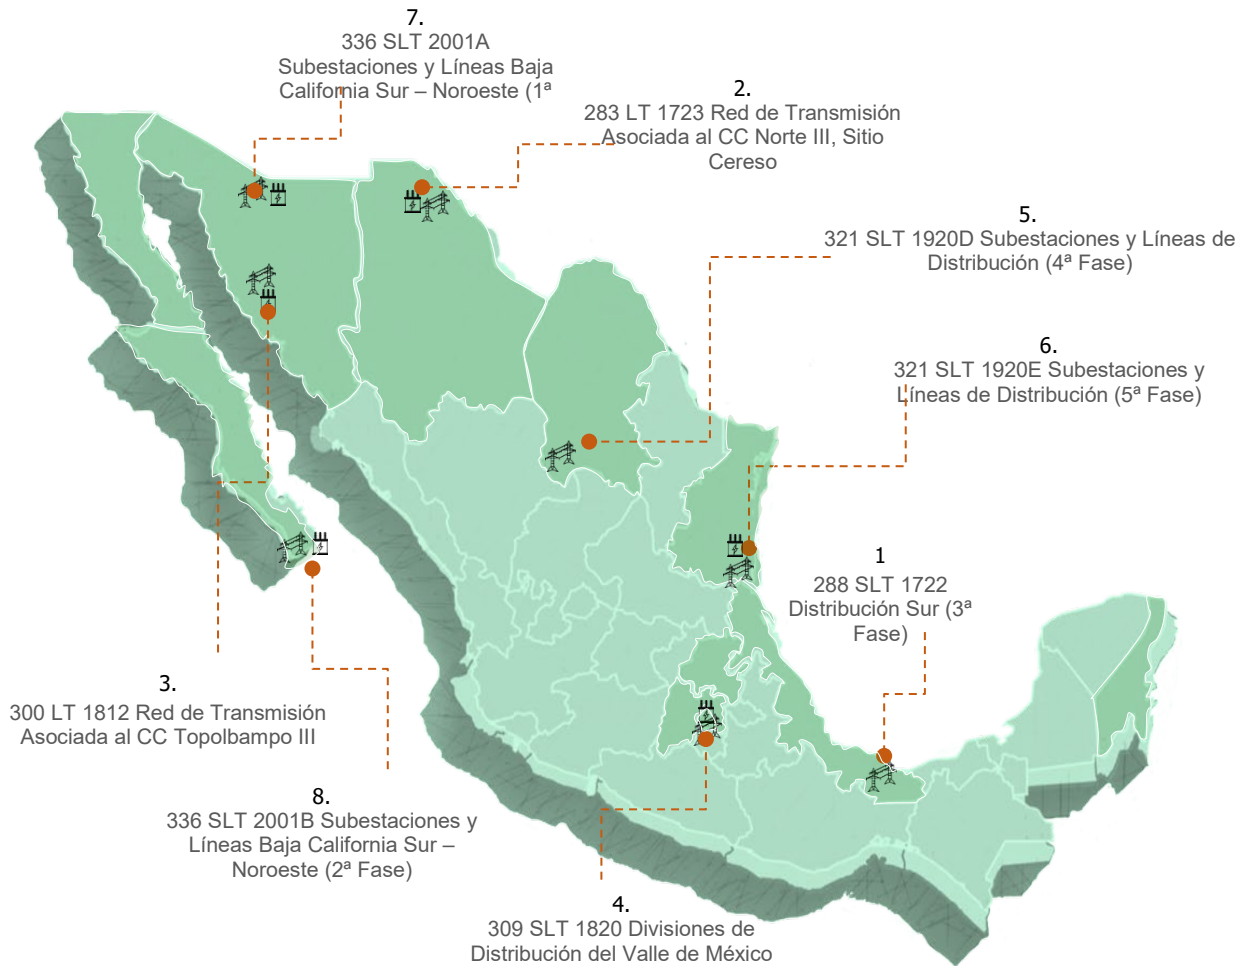 7.
336 SLT 2001A
Subestaciones y Líneas Baja
California Sur – Noroeste (1ª
2.
283 LT 1723 Red de Transmisión
Asociada al CC Norte III, Sitio
Cereso
5.
321 SLT 1920D Subestaciones y Líneas de
Distribución (4ª Fase)
6.
321 SLT 1920E Subestaciones y
Líneas de Distribución (5ª Fase)
1
288 SLT 1722
Distribución Sur (3ª
Fase)
3.
300 LT 1812 Red de Transmisión
Asociada al CC Topolbampo III
8.
336 SLT 2001B Subestaciones y
Líneas Baja California Sur –
Noroeste (2ª Fase)
4.
309 SLT 1820 Divisiones de
Distribución del Valle de México